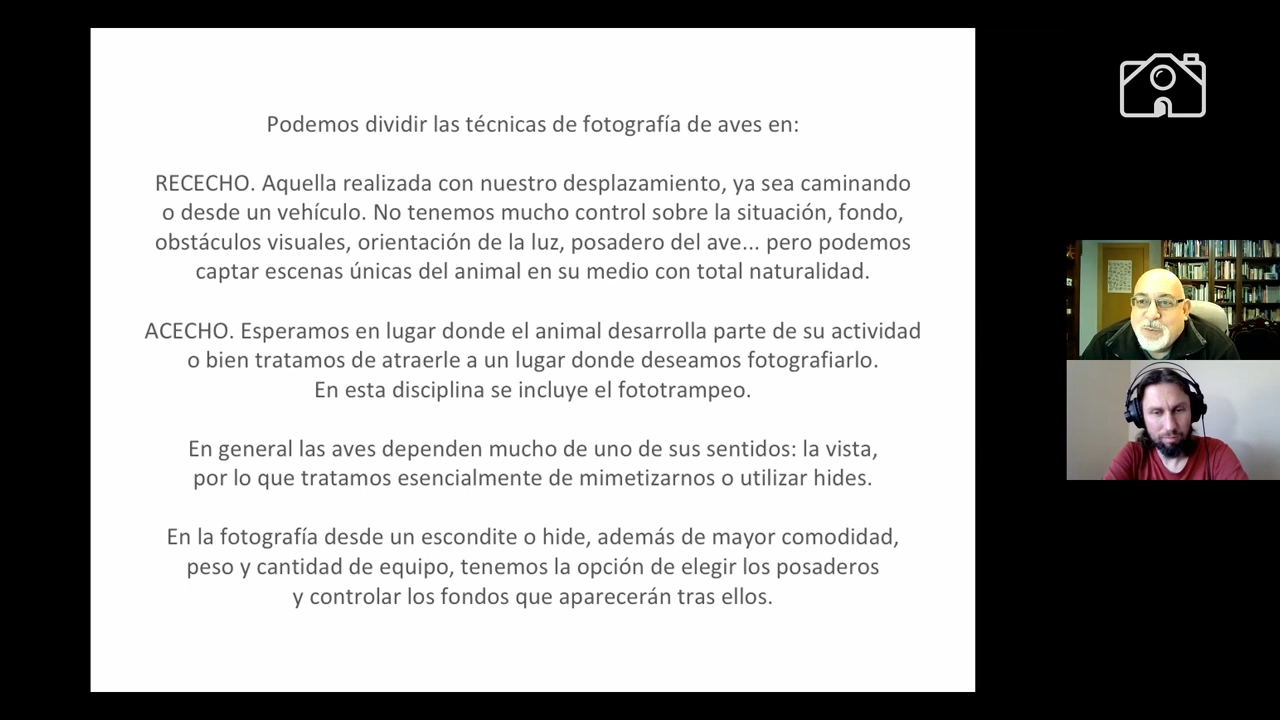 Podemos dividir las técnicas de fotografía de aves en:
RECECHO. Aquella realizada con nuestro desplazamiento, ya sea caminando
o desde un vehículo. No tenemos mucho control sobre la situación, fondo,
obstáculos visuales, orientación de la luz, posadero del ave... pero podemos
captar escenas únicas del animal en su medio con total naturalidad.
ACECHO. Esperamos en lugar donde el animal desarrolla parte de su actividad
o bien tratamos de atraerle a un lugar donde deseamos fotografiarlo.
En esta disciplina se incluye el fototrampeo.
En general las aves dependen mucho de uno de sus sentidos: la vista,
por lo que tratamos esencialmente de mimetizarnos o utilizar hides.
En la fotografía desde un escondite o hide, además de mayor comodidad,
peso y cantidad de equipo, tenemos la opción de elegir los posaderos
y controlar los fondos que aparecerán tras ellos.